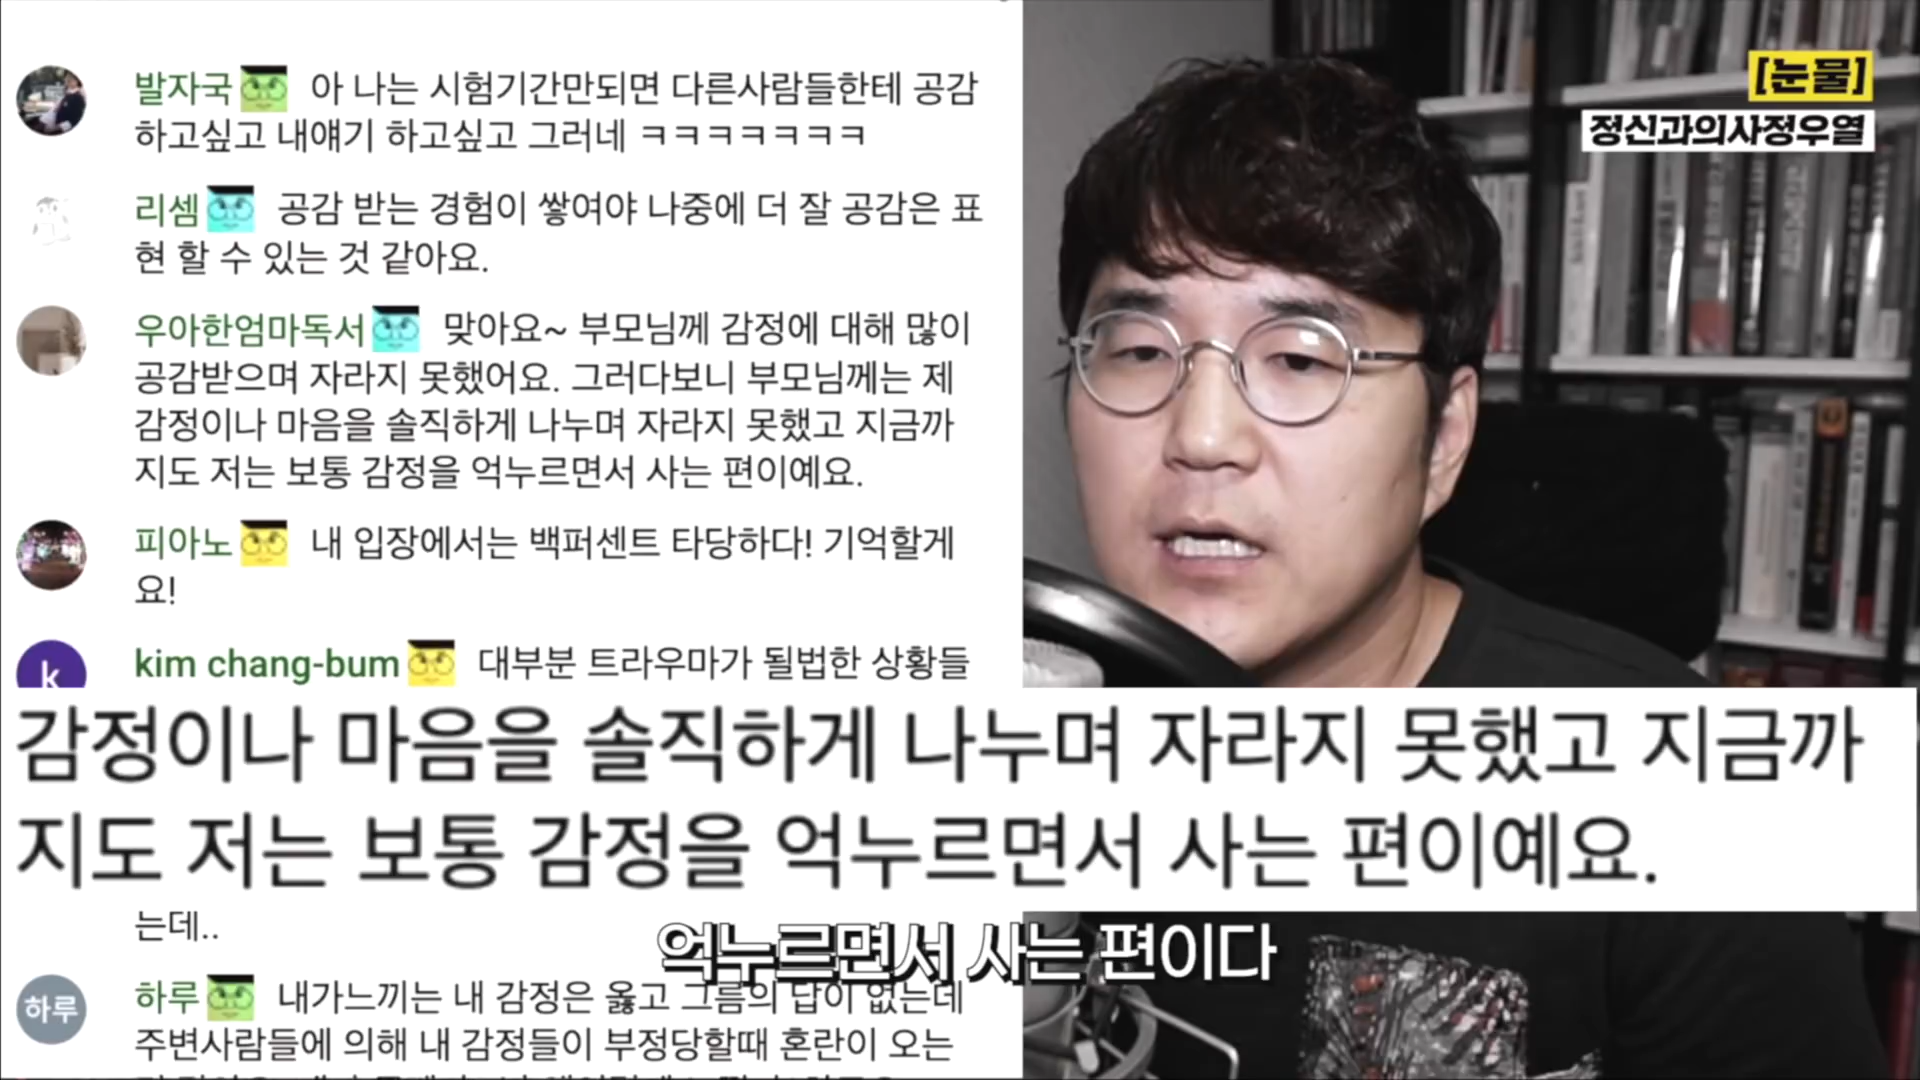 발자국 아 나는 시험기간만되면 다른사람들한테 공감
하고싶고 내얘기 하고싶고 그러네 ㅋㅋㅋㅋㅋㅋㅋ
리셈 공감 받는 경험이 쌓여야 나중에 더 잘 공감은 표
현 할 수 있는 것 같아요.
우아한엄마독서 맞아요~ 부모님께 감정에 대해 많이
공감받으며 자라지 못했어요. 그러다보니 부모님께는 제
감정이나 마음을 솔직하게 나누며 자라지 못했고 지금까
지도 저는 보통 감정을 억누르면서 사는 편이예요.
피아노 내 입장에서는 백퍼센트 타당하다! 기억할게
요!
k
kim chang-bum 대부분 트라우마가 될법한 상황들
[눈물]
정신과의사정우열
감정이나 마음을 솔직하게 나누며 자라지 못했고 지금까
지도 저는 보통 감정을 억누르면서 사는 편이예요.
는데..
억누르면서 사는 편이다
하루
하루 내가느끼는 내 감정은 옳고 그름의 답이 없는데
주변사람들에 의해 내 감정들이 부정당할때 혼란이 오는